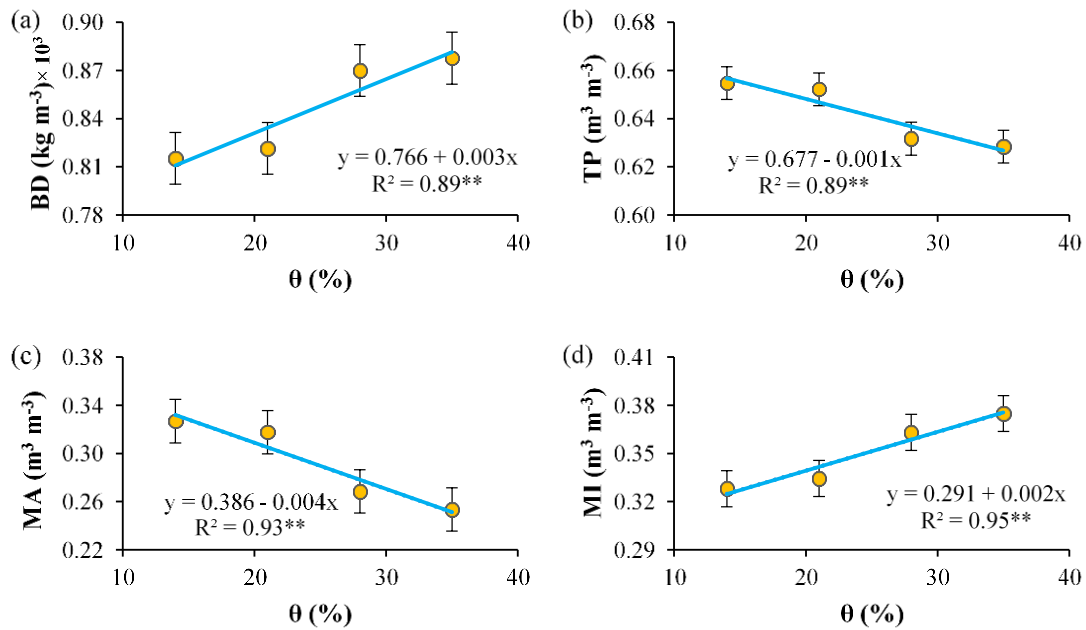 (a)
BD (kg m⁻³)× 10³
0.90
0.87
0.84
0.81
0.78
y = 0.766 + 0.003x
R² = 0.89**
10 20 30 40
θ (%)
(b)
TP (m³ m⁻³)
0.68
0.66
0.64
0.62
0.60
y = 0.677 - 0.001x
R² = 0.89**
10 20 30 40
θ (%)
(c)
MA (m³ m⁻³)
0.38
0.34
0.30
0.26
0.22
y = 0.386 - 0.004x
R² = 0.93**
10 20 30 40
θ (%)
(d)
MI (m³ m⁻³)
0.41
0.38
0.35
0.32
0.29
y = 0.291 + 0.002x
R² = 0.95**
10 20 30 40
θ (%)